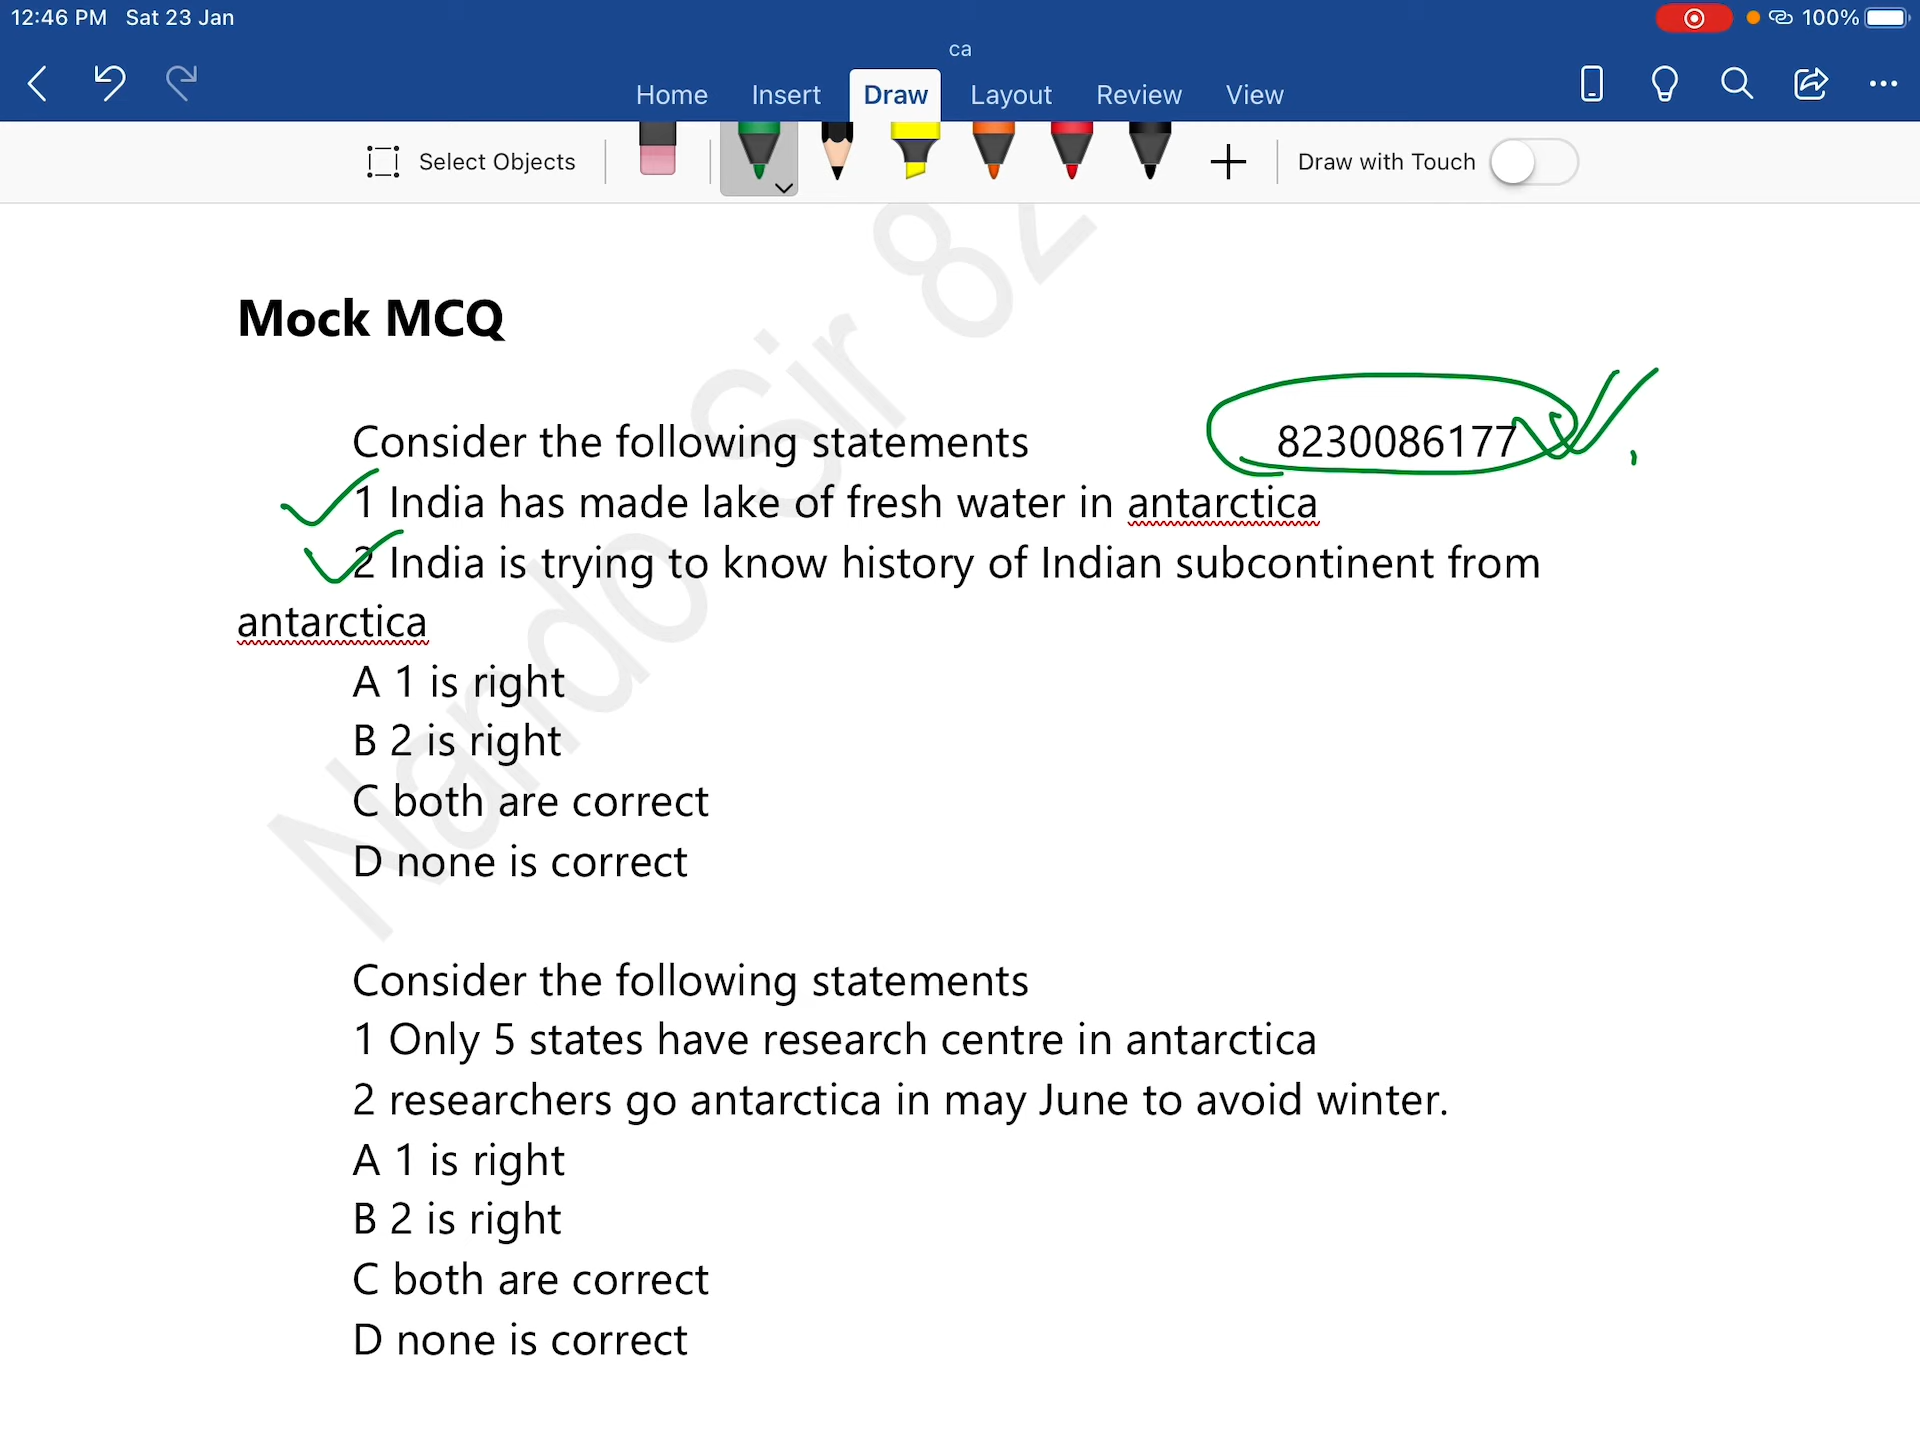 12:46 PM Sat 23 Jan
100%
ca
Home Insert Draw Layout Review View
Select Objects
Draw with Touch
Nando Sir 82
Mock MCQ
Consider the following statements 8230086177
1 India has made lake of fresh water in antarctica
2 India is trying to know history of Indian subcontinent from
antarctica
A 1 is right
B 2 is right
C both are correct
D none is correct
Consider the following statements
1 Only 5 states have research centre in antarctica
2 researchers go antarctica in may June to avoid winter.
A 1 is right
B 2 is right
C both are correct
D none is correct